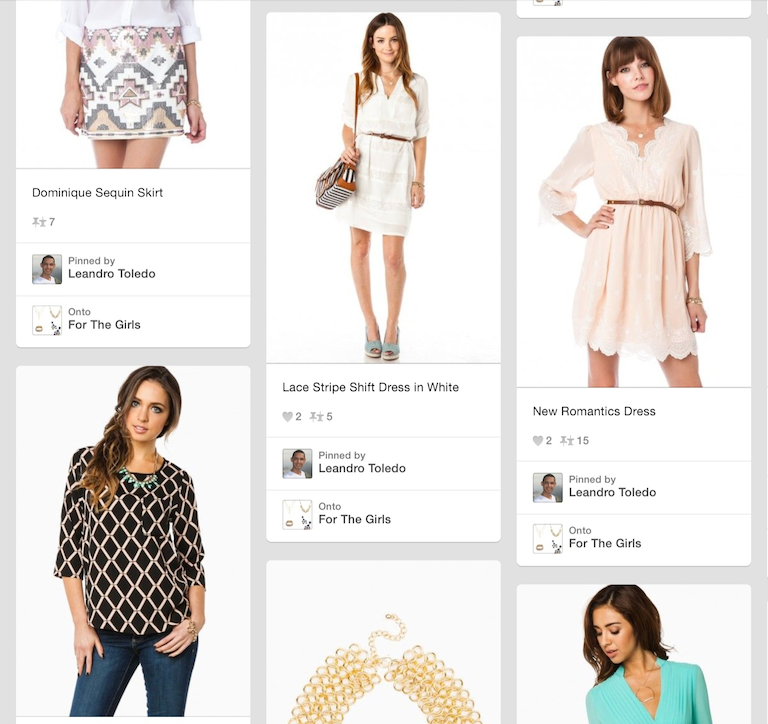 Dominique Sequin Skirt
7
Pinned by
Leandro Toledo
Onto
For The Girls
Lace Stripe Shift Dress in White
2 5
Pinned by
Leandro Toledo
Onto
For The Girls
New Romantics Dress
2 15
Pinned by
Leandro Toledo
Onto
For The Girls